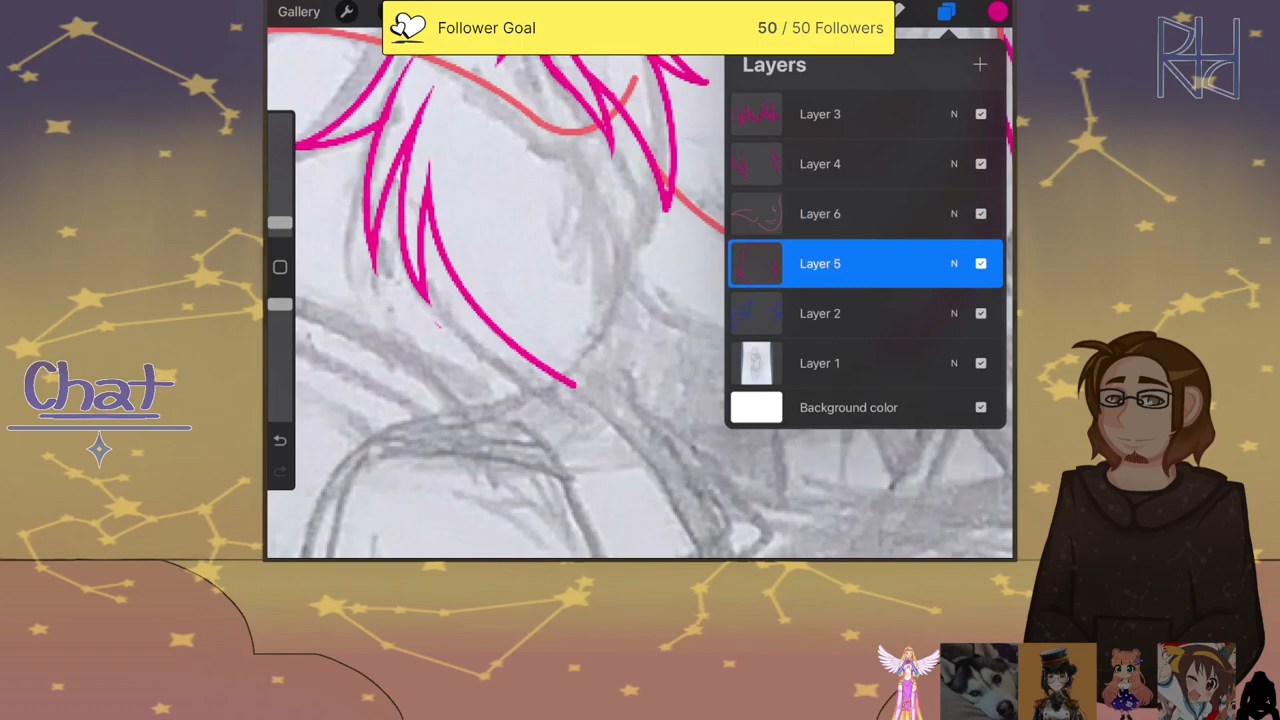 Gallery
Follower Goal
50 / 50 Followers
Layers
Layer 3
N
Layer 4
N
Layer 6
N
Layer 5
N
Layer 2
N
Layer 1
N
Background color
Chat